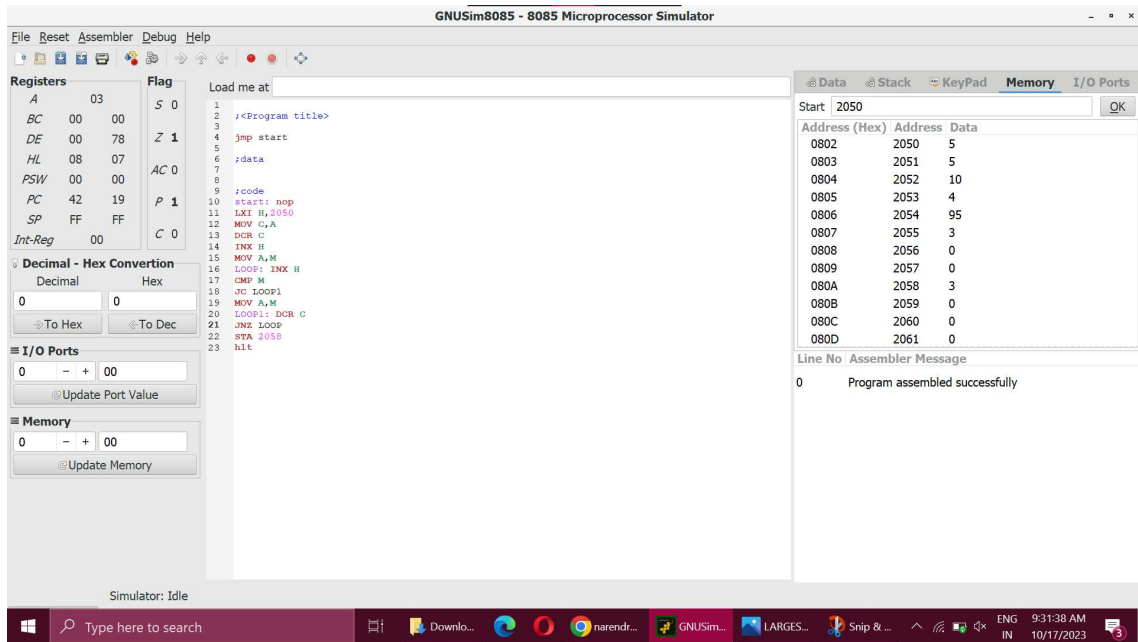 GNUSim8085 - 8085 Microprocessor Simulator
File Reset Assembler Debug Help
Registers Flag
A 03
BC 00 00
DE 00 78
HL 08 07
PSW 00 00
PC 42 19
SP FF FF
Int-Reg 00
S 0
Z 1
AC 0
P 1
C 0
Decimal - Hex Convertion
Decimal Hex
0 0
To Hex To Dec
I/O Ports
0 - + 00
Update Port Value
Memory
0 - + 00
Update Memory
Load me at
1
2 ;<Program title>
3
4 jmp start
5
6 ;data
7
8
9 ;code
10 start: nop
11 LXI H,2050
12 MOV C,A
13 DCR C
14 INX H
15 MOV A,M
16 LOOP: INX H
17 CMP M
18 JC LOOP1
19 MOV A,M
20 LOOP1: DCR C
21 JNZ LOOP
22 STA 2058
23 hlt
Data Stack KeyPad Memory I/O Ports
Start 2050 OK
Address (Hex) Address Data
0802 2050 5
0803 2051 5
0804 2052 10
0805 2053 4
0806 2054 95
0807 2055 3
0808 2056 0
0809 2057 0
080A 2058 3
080B 2059 0
080C 2060 0
080D 2061 0
Line No Assembler Message
0 Program assembled successfully
Simulator: Idle
Type here to search
Downlo...
narendr...
GNUSim...
LARGES...
Snip & ...
ENG
IN
9:31:38 AM
10/17/2023
3